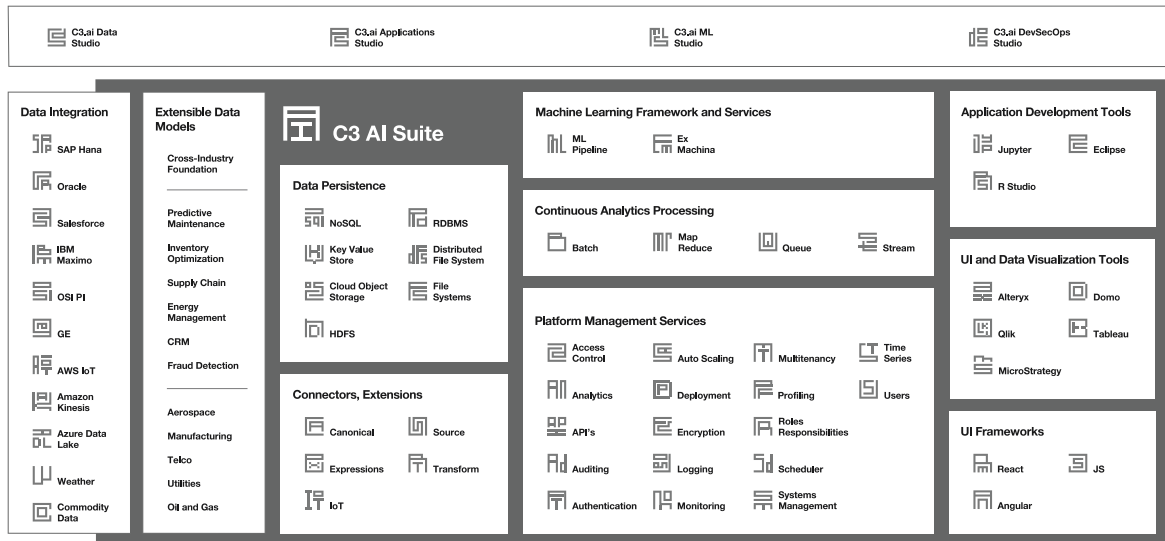 C3.ai Data
Studio
C3.ai Applications
Studio
C3.ai ML
Studio
C3.ai DevSecOps
Studio
Data Integration
SAP Hana
Oracle
Salesforce
IBM
Maximo
OSI PI
GE
AWS IoT
Amazon
Kinesis
Azure Data
Lake
Weather
Commodity
Data
Extensible Data
Models
Cross-Industry
Foundation
Predictive
Maintenance
Inventory
Optimization
Supply Chain
Energy
Management
CRM
Fraud Detection
Aerospace
Manufacturing
Telco
Utilities
Oil and Gas
C3 AI Suite
Data Persistence
NoSQL
RDBMS
Key Value
Store
Distributed
File System
Cloud Object
Storage
File
Systems
HDFS
Connectors, Extensions
Canonical
Source
Expressions
Transform
IoT
Machine Learning Framework and Services
ML
Pipeline
Ex
Machina
Continuous Analytics Processing
Batch
Map
Reduce
Queue
Stream
Platform Management Services
Access
Control
Auto Scaling
Multitenancy
Time
Series
Analytics
Deployment
Profiling
Users
API's
Encryption
Roles
Responsibilities
Auditing
Logging
Scheduler
Authentication
Monitoring
Systems
Management
Application Development Tools
Jupyter
Eclipse
R Studio
UI and Data Visualization Tools
Alteryx
Domo
Qlik
Tableau
MicroStrategy
UI Frameworks
React
JS
Angular